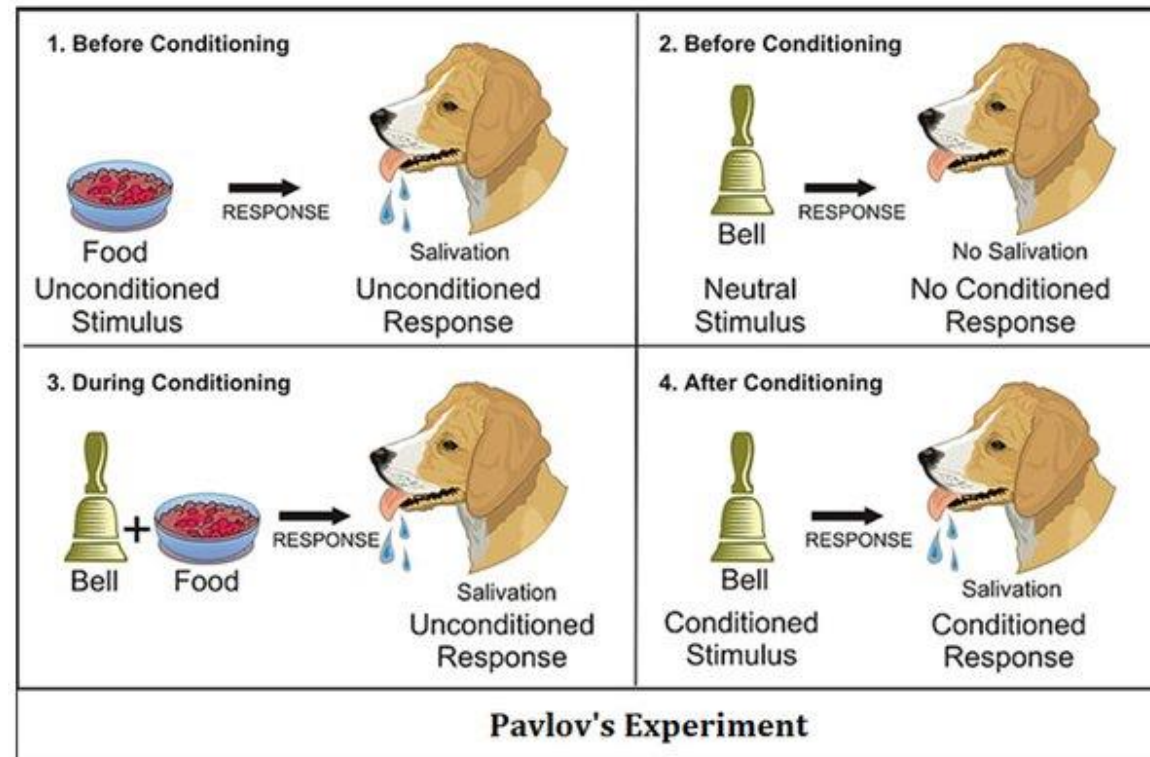 1. Before Conditioning
RESPONSE
Food
Unconditioned
Stimulus
Salivation
Unconditioned
Response
2. Before Conditioning
RESPONSE
Bell
Neutral
Stimulus
No Salivation
No Conditioned
Response
3. During Conditioning
+
RESPONSE
Bell
Food
Salivation
Unconditioned
Response
4. After Conditioning
RESPONSE
Bell
Conditioned
Stimulus
Salivation
Conditioned
Response
Pavlov's Experiment